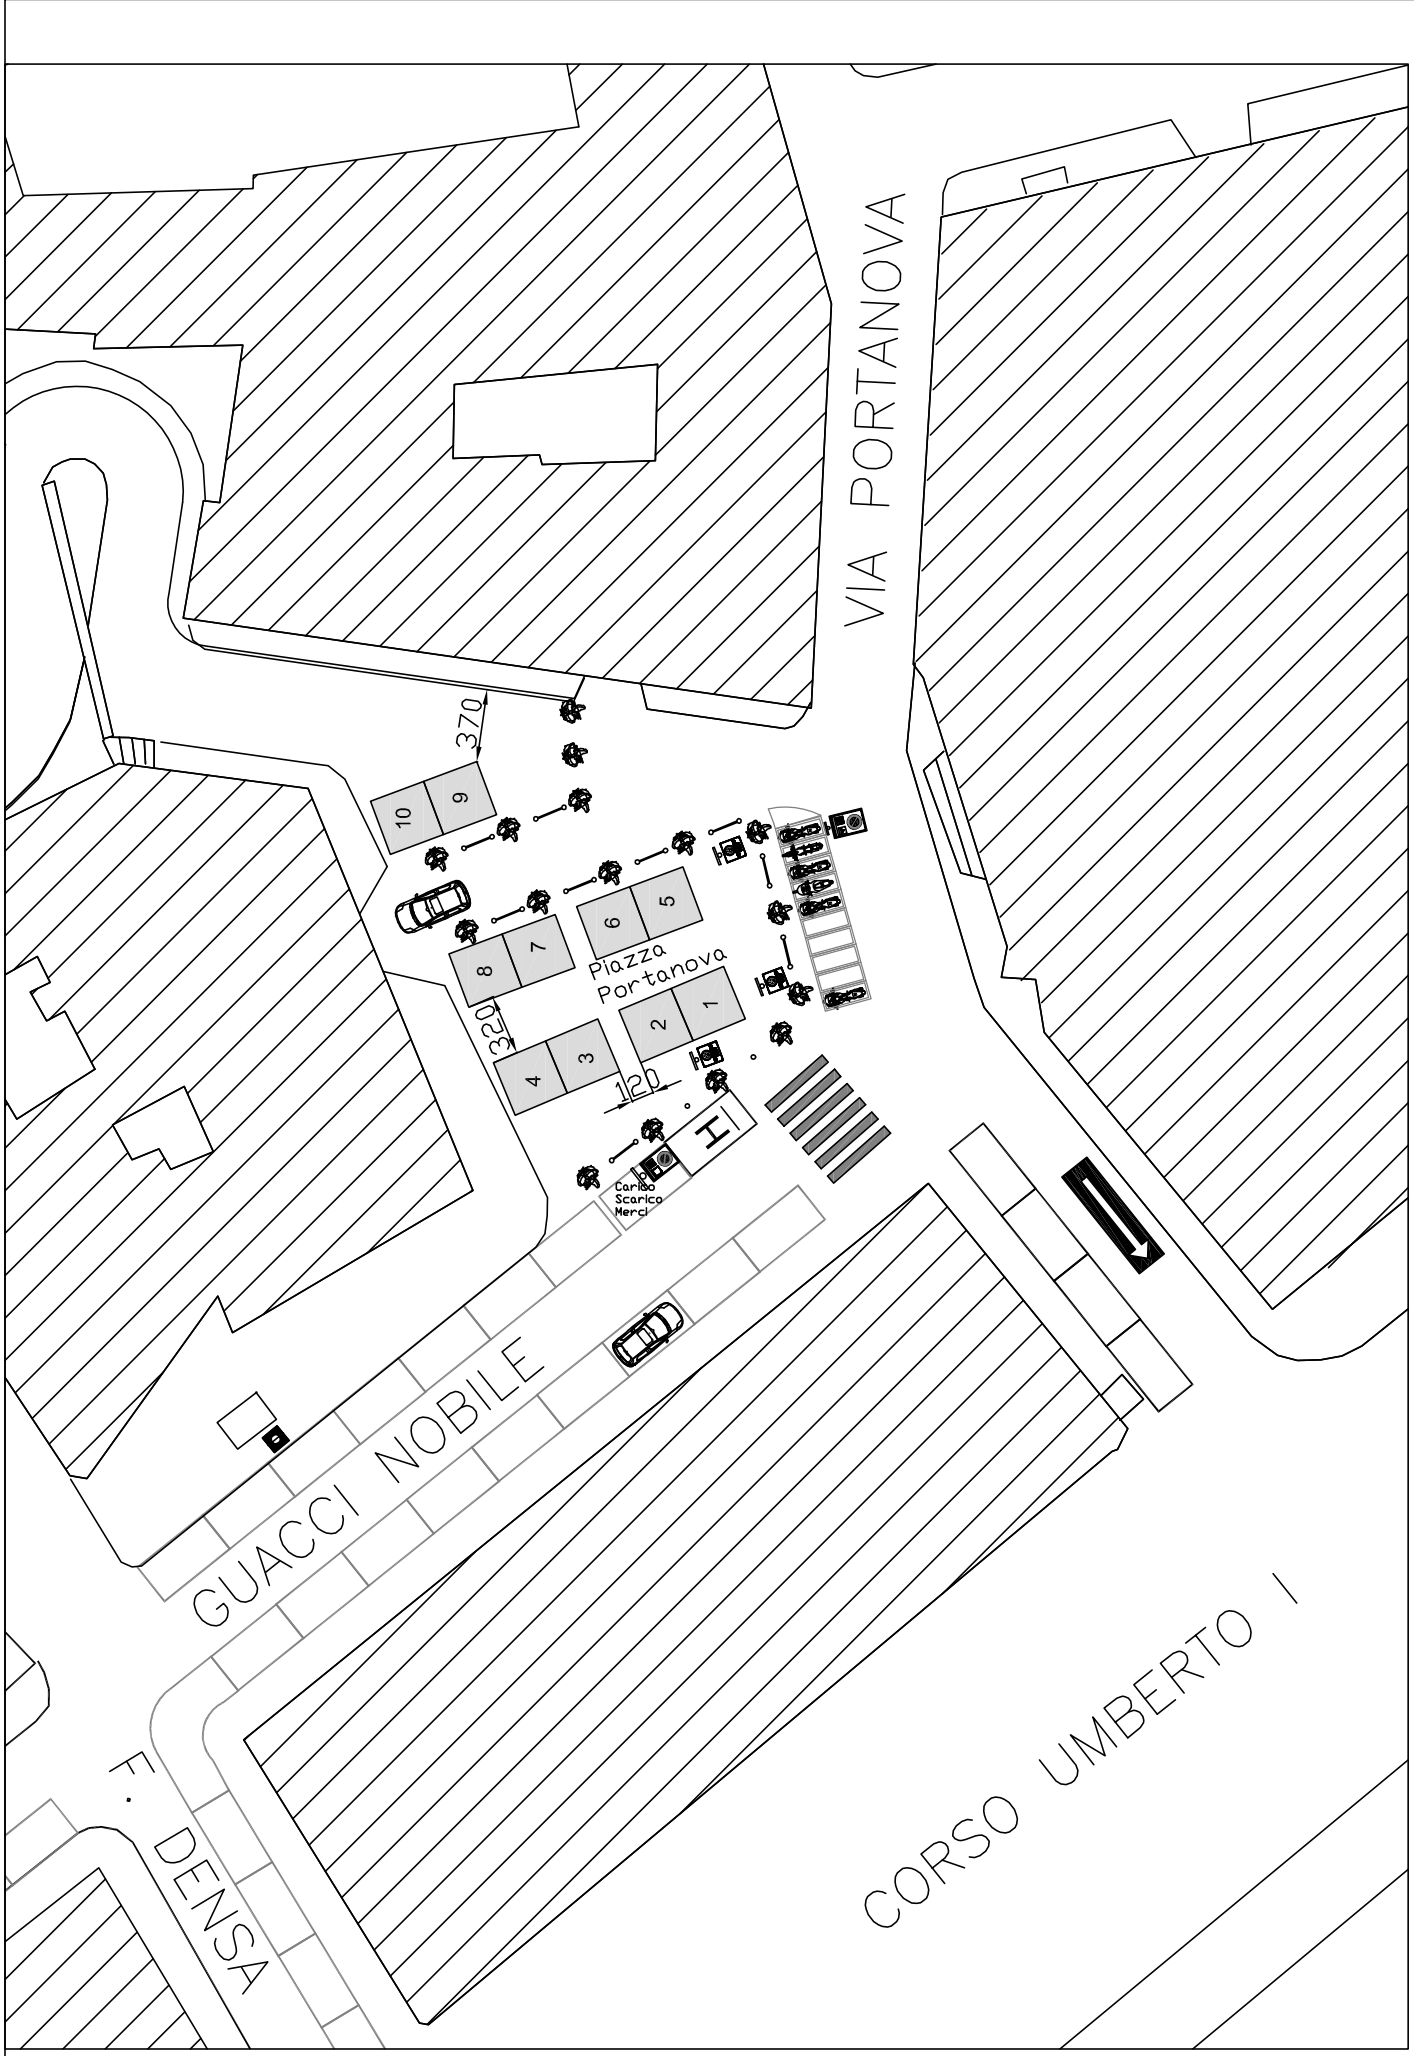 VIA PORTANOVA
370
10
9
5
6
7
8
Piazza
Portanova
320
1
2
3
4
120
H
Carico
Scarico
Merci
GUACCI NOBILE
F. DENSA
CORSO UMBERTO I